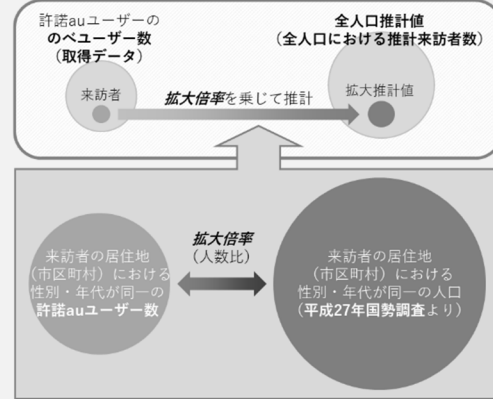 許諾auユーザーの
のべユーザー数
（取得データ）
来訪者
拡大倍率を乗じて推計
全人口推計値
（全人口における推計来訪者数）
拡大推計値
来訪者の居住地
（市区町村）における
性別・年代が同一の
許諾auユーザー数
拡大倍率
（人数比）
来訪者の居住地
（市区町村）における
性別・年代が同一の人口
（平成27年国勢調査より）